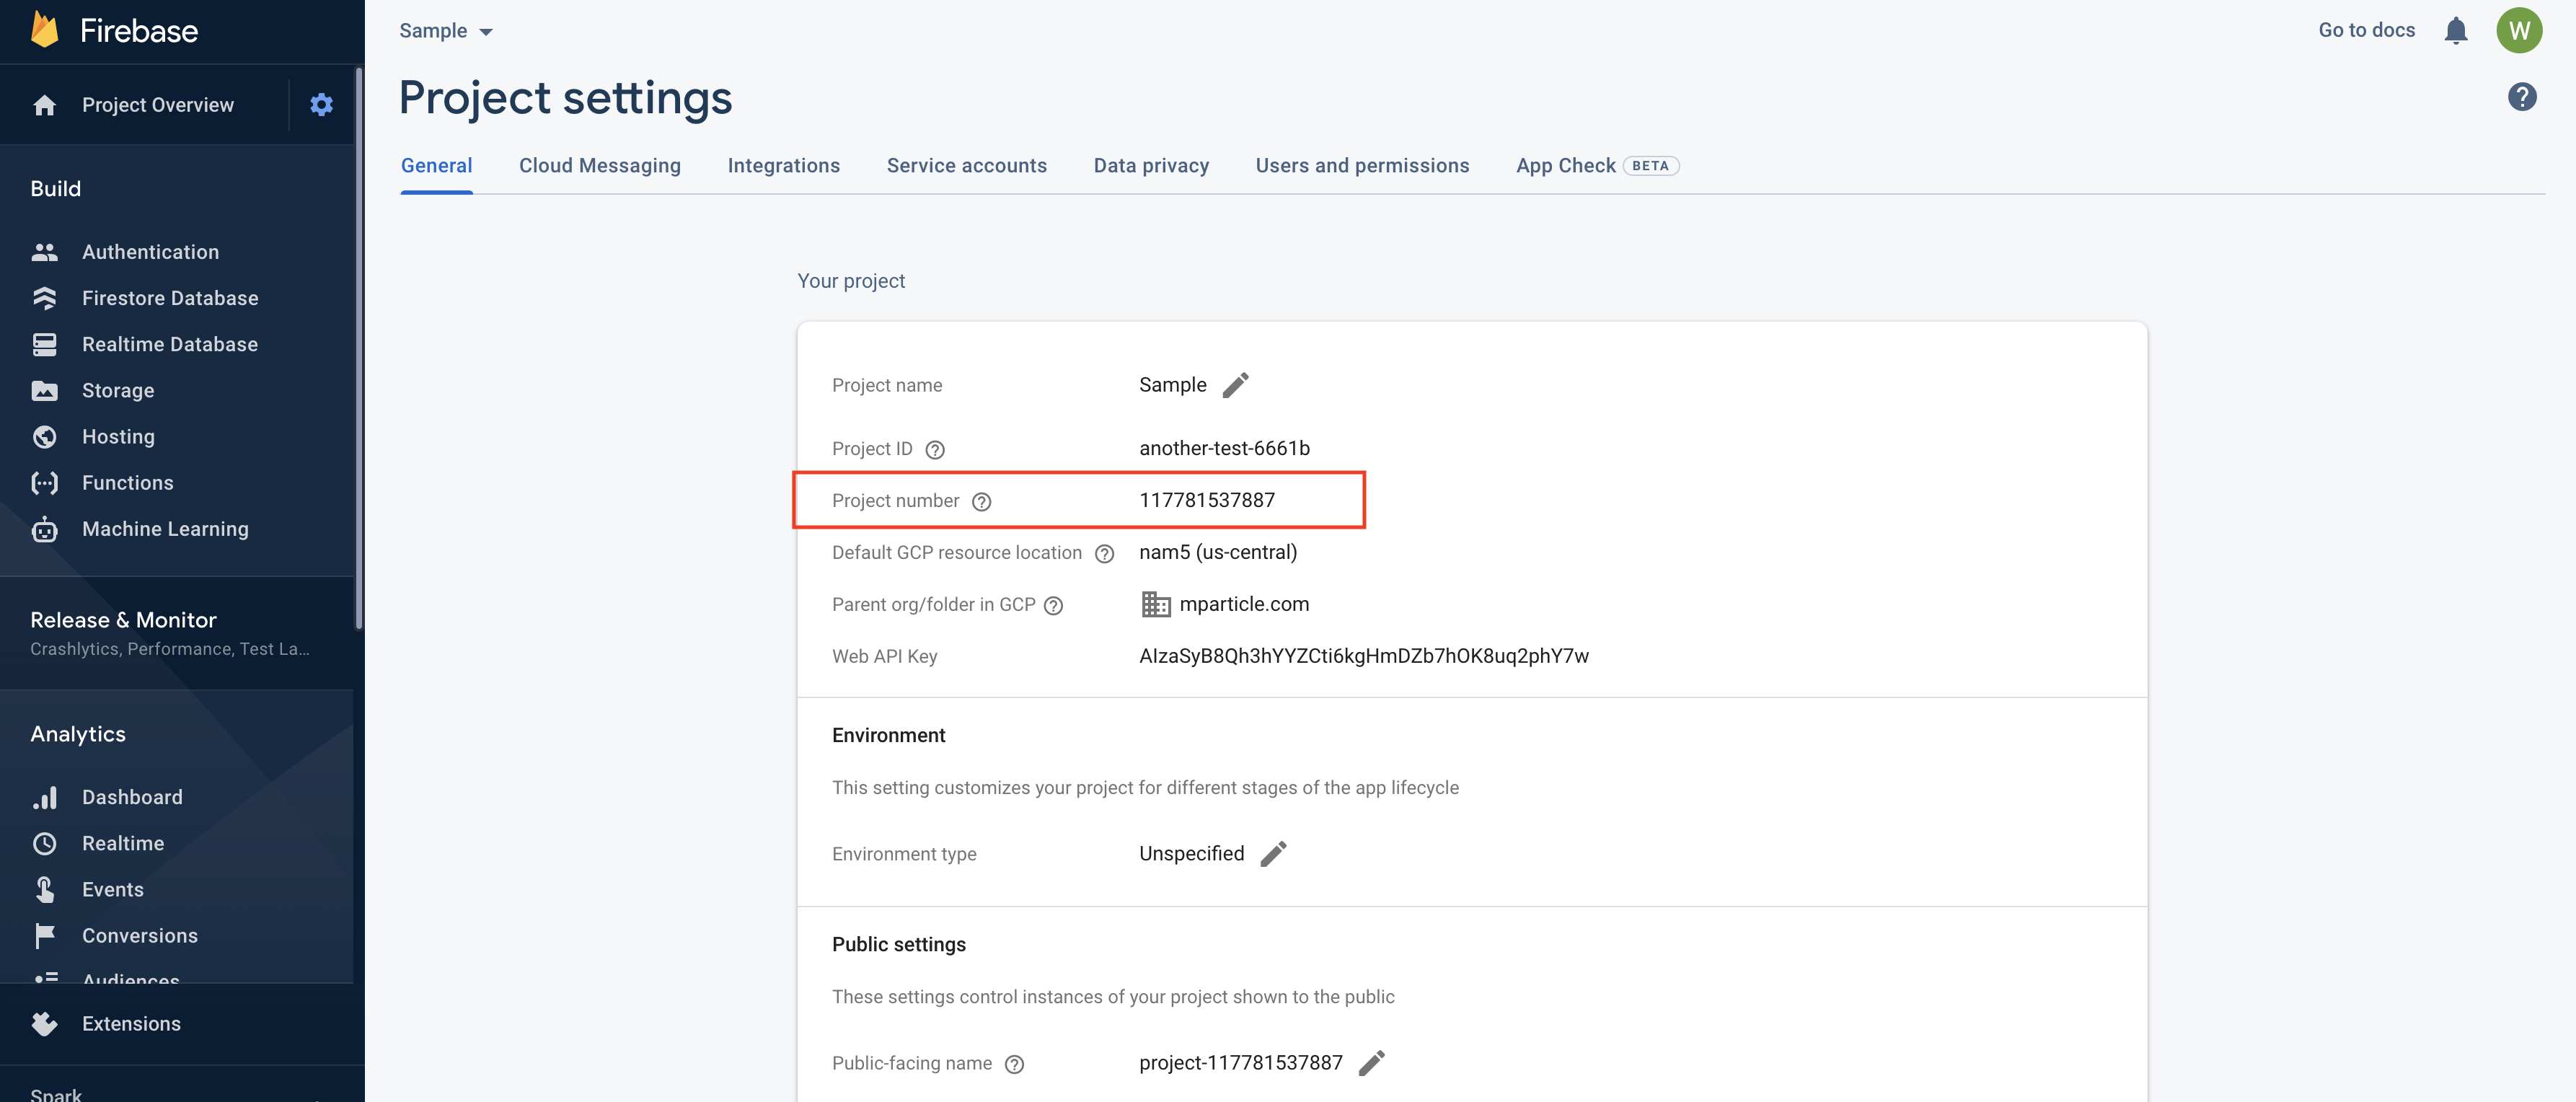 Firebase
Project Overview
Build
Authentication
Firestore Database
Realtime Database
Storage
Hosting
Functions
Machine Learning
Release & Monitor
Crashlytics, Performance, Test La...
Analytics
Dashboard
Realtime
Events
Conversions
Audiences
Extensions
Spark
Sample
Go to docs
W
Project settings
General Cloud Messaging Integrations Service accounts Data privacy Users and permissions App Check BETA
Your project
Project name Sample
Project ID another-test-6661b
Project number 117781537887
Default GCP resource location nam5 (us-central)
Parent org/folder in GCP mparticle.com
Web API Key AIzaSyB8Qh3hYYZCti6kgHmDZb7hOK8uq2phY7w
Environment
This setting customizes your project for different stages of the app lifecycle
Environment type Unspecified
Public settings
These settings control instances of your project shown to the public
Public-facing name project-117781537887